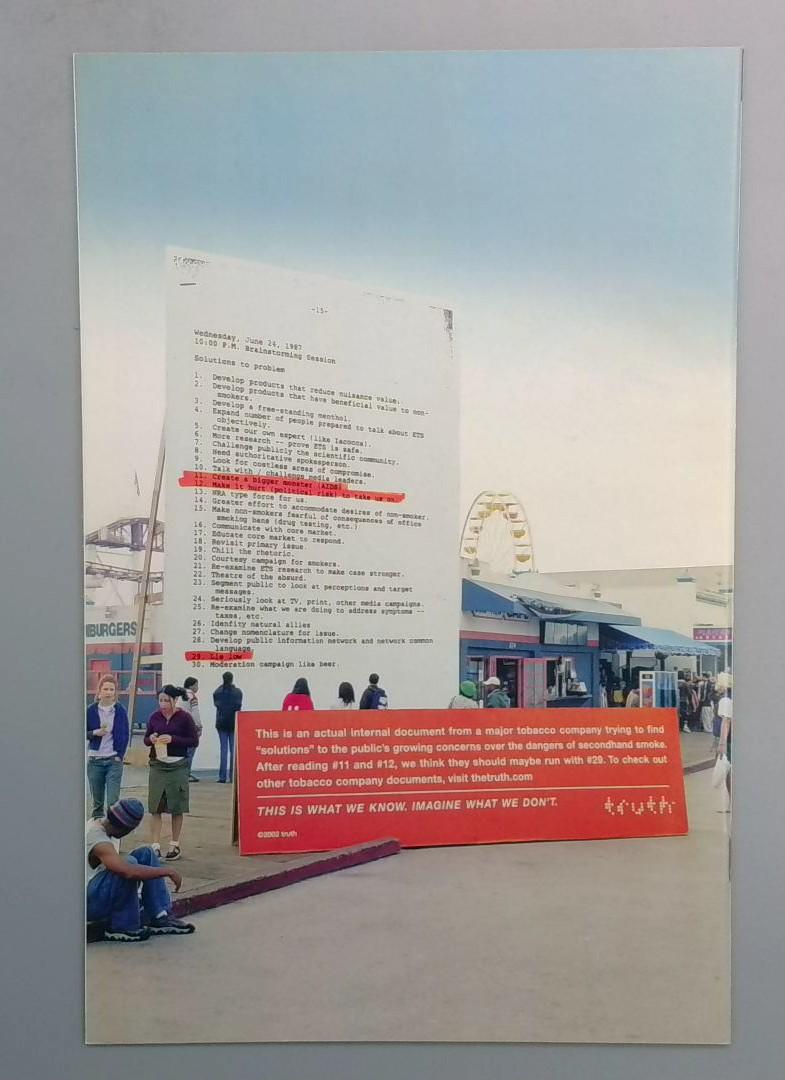 -15-
Wednesday, June 24, 1987
10:00 P.M. Brainstorming Session
Solutions to problem
1. Develop products that reduce nuisance value.
2. Develop products that have beneficial value to non-
smokers.
3. Develop a free-standing menthol.
4. Expand number of people prepared to talk about ETS
objectively.
5. Create our own expert (like Iacocca).
6. More research -- prove ETS is safe.
7. Challenge publicly the scientific community.
8. Need authoritative spokesperson.
9. Look for costless areas of compromise.
10. Talk with / challenge media leaders.
11. Create a bigger monster (AIDS)
12. Make it hurt (political risk) to take us on.
13. NRA type force for us.
14. Greater effort to accommodate desires of non-smoker.
15. Make non-smokers fearful of consequences of office
smoking bans (drug testing, etc.)
16. Communicate with core market.
17. Educate core market to respond.
18. Revisit primary issue.
19. Chill the rhetoric.
20. Courtesy campaign for smokers.
21. Re-examine ETS research to make case stronger.
22. Theatre of the absurd.
23. Segment public to look at perceptions and target
messages.
24. Seriously look at TV, print, other media campaigns.
25. Re-examine what we are doing to address symptoms --
taxes, etc.
26. Idenfity natural allies
27. Change nomenclature for issue.
28. Develop public information network and network common
language.
29. Lie low
30. Moderation campaign like beer.
MBURGERS
This is an actual internal document from a major tobacco company trying to find
"solutions" to the public's growing concerns over the dangers of secondhand smoke.
After reading #11 and #12, we think they should maybe run with #29. To check out
other tobacco company documents, visit thetruth.com
THIS IS WHAT WE KNOW. IMAGINE WHAT WE DON'T.
truth
©2002 truth